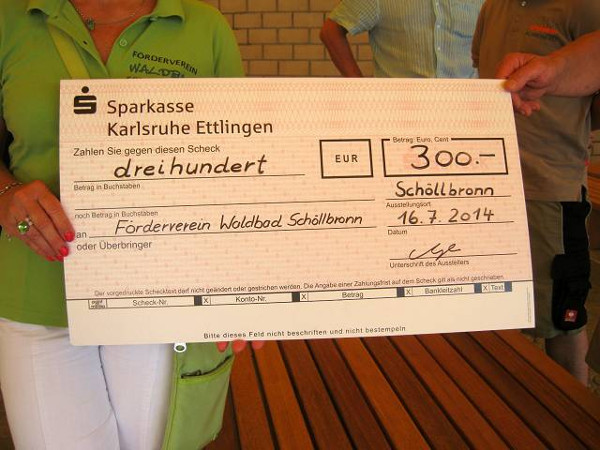 FÖRDERVEREIN
Sparkasse
Karlsruhe Ettlingen
Zahlen Sie gegen diesen Scheck
dreihundert
Betrag in Buchstaben
EUR
Betrag: Euro, Cent
300.-
noch Betrag in Buchstaben
Schöllbronn
Ausstellungsort
an Förderverein Waldbad Schöllbronn
16.7.2014
oder Überbringer
Datum
Unterschrift des Ausstellers
Der vorgedruckte Schecktext darf nicht geändert oder gestrichen werden. Die Angabe einer Zahlungsfrist auf dem Scheck gilt als nicht geschrieben.
Scheck-Nr. X Konto-Nr. X Betrag X Bankleitzahl X Text
Bitte dieses Feld nicht beschriften und nicht bestempeln